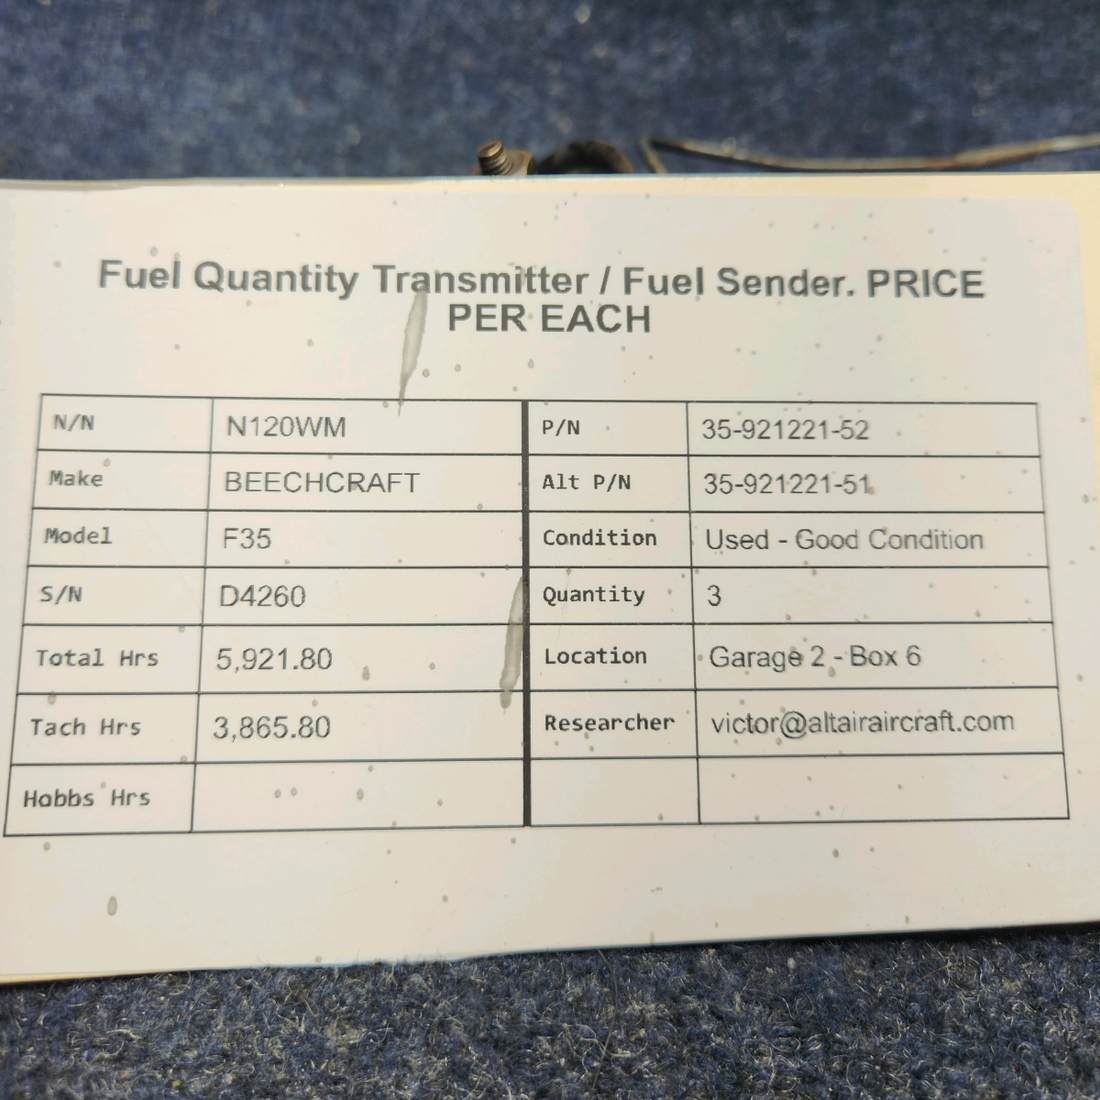 Fuel Quantity Transmitter / Fuel Sender. PRICE
PER EACH
N/N N120WM P/N 35-921221-52
Make BEECHCRAFT Alt P/N 35-921221-51
Model F35 Condition Used - Good Condition
S/N D4260 Quantity 3
Total Hrs 5,921.80 Location Garage 2 - Box 6
Tach Hrs 3,865.80 Researcher victor@altairaircraft.com
Hobbs Hrs